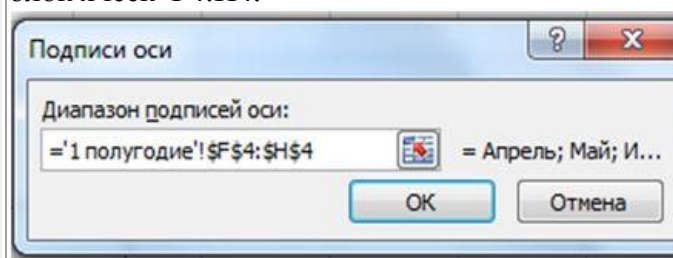 Подписи оси
Диапазон подписей оси:
='1 полугодие'!$F$4:$H$4 = Апрель; Май; И...
ОК Отмена